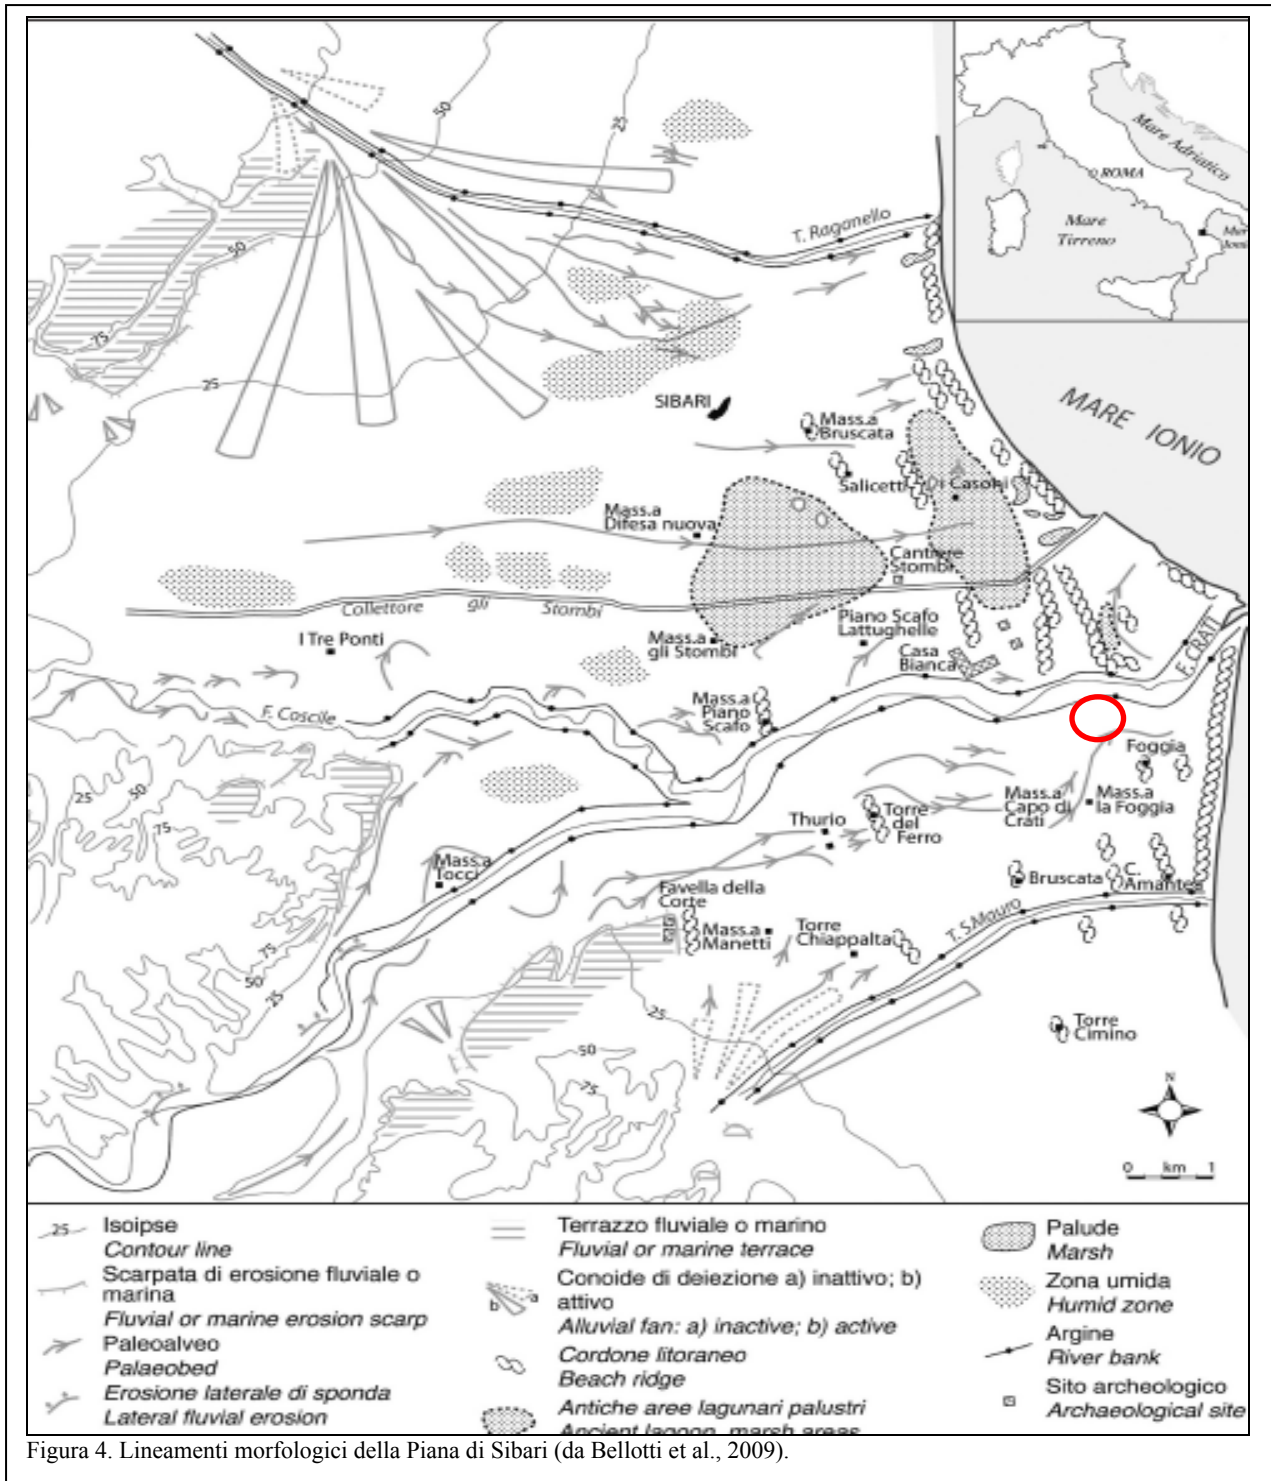 50
25
50
75
25
T. Raganello
Mare Adriatico
ROMA
Mare
Tirreno
MARE IONIO
SIBARI
Mass.a
Bruscata
Salicetti
Di Casoni
Mass.a
Difesa nuova
Cantiere
Stombi
Collettore gli Stombi
I Tre Ponti
Mass.a
gli Stombi
Piano Scafo
Lattughelle
Casa
Bianca
F. CRATI
F. Coscile
Mass.a
Piano
Scafo
Foggia
Mass.a
Capo di
Crati
Mass.a
la Foggia
25
50
75
Thurio
Torre
del
Ferro
Mass.a
Tocci
Bruscata
C.
Amantea
Favella della
Corte
Mass.a
Manetti
Torre
Chiappalta
T. S. Mauro
75
50
25
25
Torre
Cimino
50
75
N
0 km 1
25 Isoipse
Contour line
Scarpata di erosione fluviale o
marina
Fluvial or marine erosion scarp
Paleoalveo
Palaeobed
Erosione laterale di sponda
Lateral fluvial erosion
Terrazzo fluviale o marino
Fluvial or marine terrace
a
b
Conoide di deiezione a) inattivo; b)
attivo
Alluvial fan: a) inactive; b) active
Cordone litoraneo
Beach ridge
Antiche aree lagunari palustri
Ancient lagoon, marsh areas
Palude
Marsh
Zona umida
Humid zone
Argine
River bank
Sito archeologico
Archaeological site
Figura 4. Lineamenti morfologici della Piana di Sibari (da Bellotti et al., 2009).